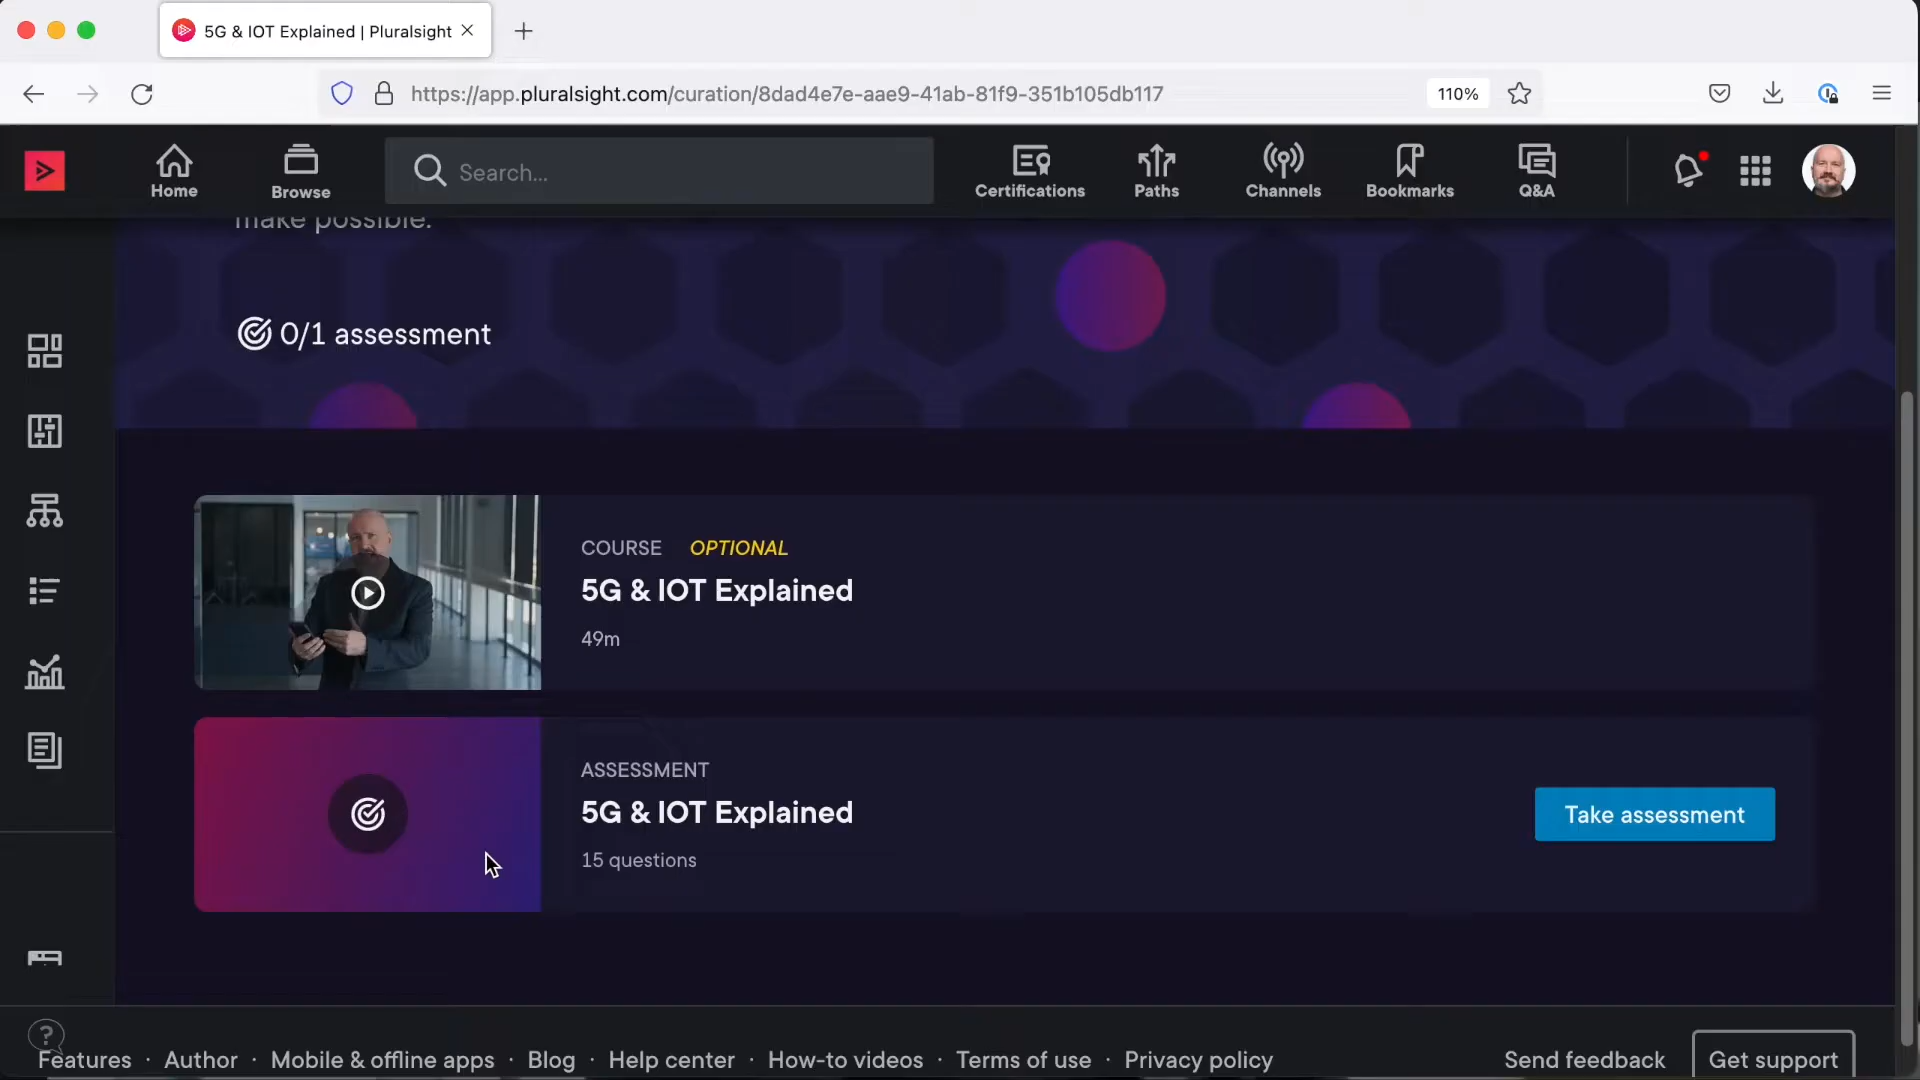 5G & IOT Explained | Pluralsight
https://app.pluralsight.com/curation/8dad4e7e-aae9-41ab-81f9-351b105db117
110%
Home
Browse
Search...
Certifications
Paths
Channels
Bookmarks
Q&A
make possible.
0/1 assessment
COURSE OPTIONAL
5G & IOT Explained
49m
ASSESSMENT
5G & IOT Explained
15 questions
Take assessment
?
Features · Author · Mobile & offline apps · Blog · Help center · How-to videos · Terms of use · Privacy policy
Send feedback
Get support